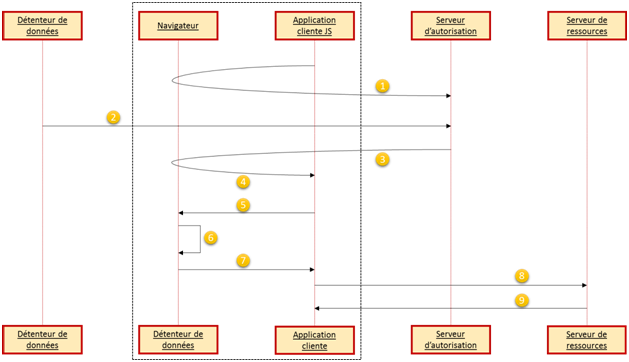 Détenteur de
données
Navigateur
Application
cliente JS
Serveur
d'autorisation
Serveur de
ressources
1
2
3
4
5
6
7
8
9
Détenteur de
données
Détenteur de
données
Application
cliente
Serveur
d'autorisation
Serveur de
ressources